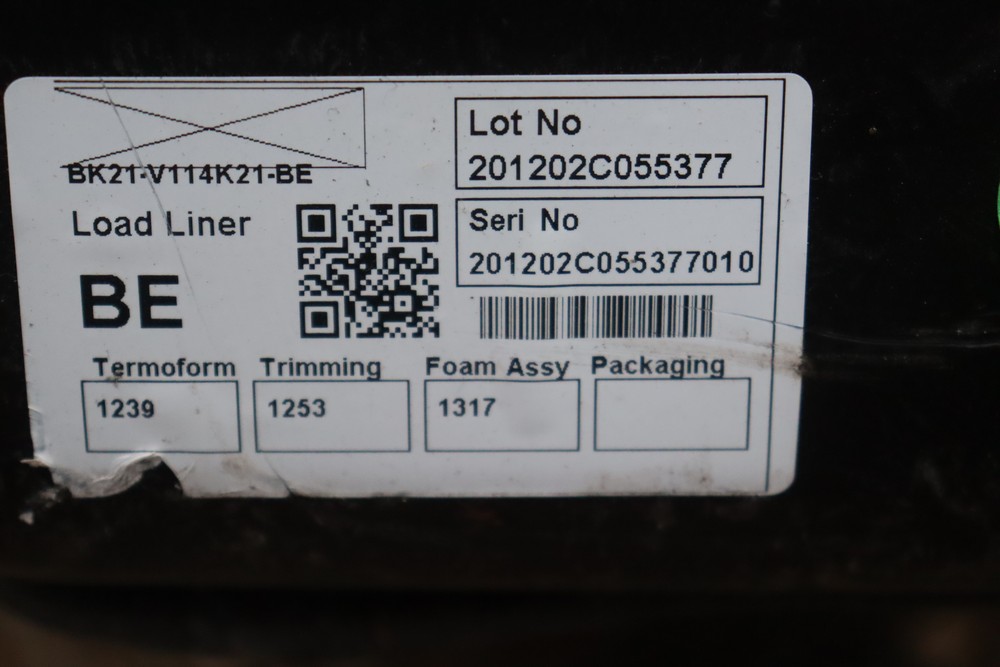 BK21-V114K21-BE
Load Liner
BE
Lot No
201202C055377
Seri No
201202C055377010
Termoform Trimming Foam Assy Packaging
1239 1253 1317